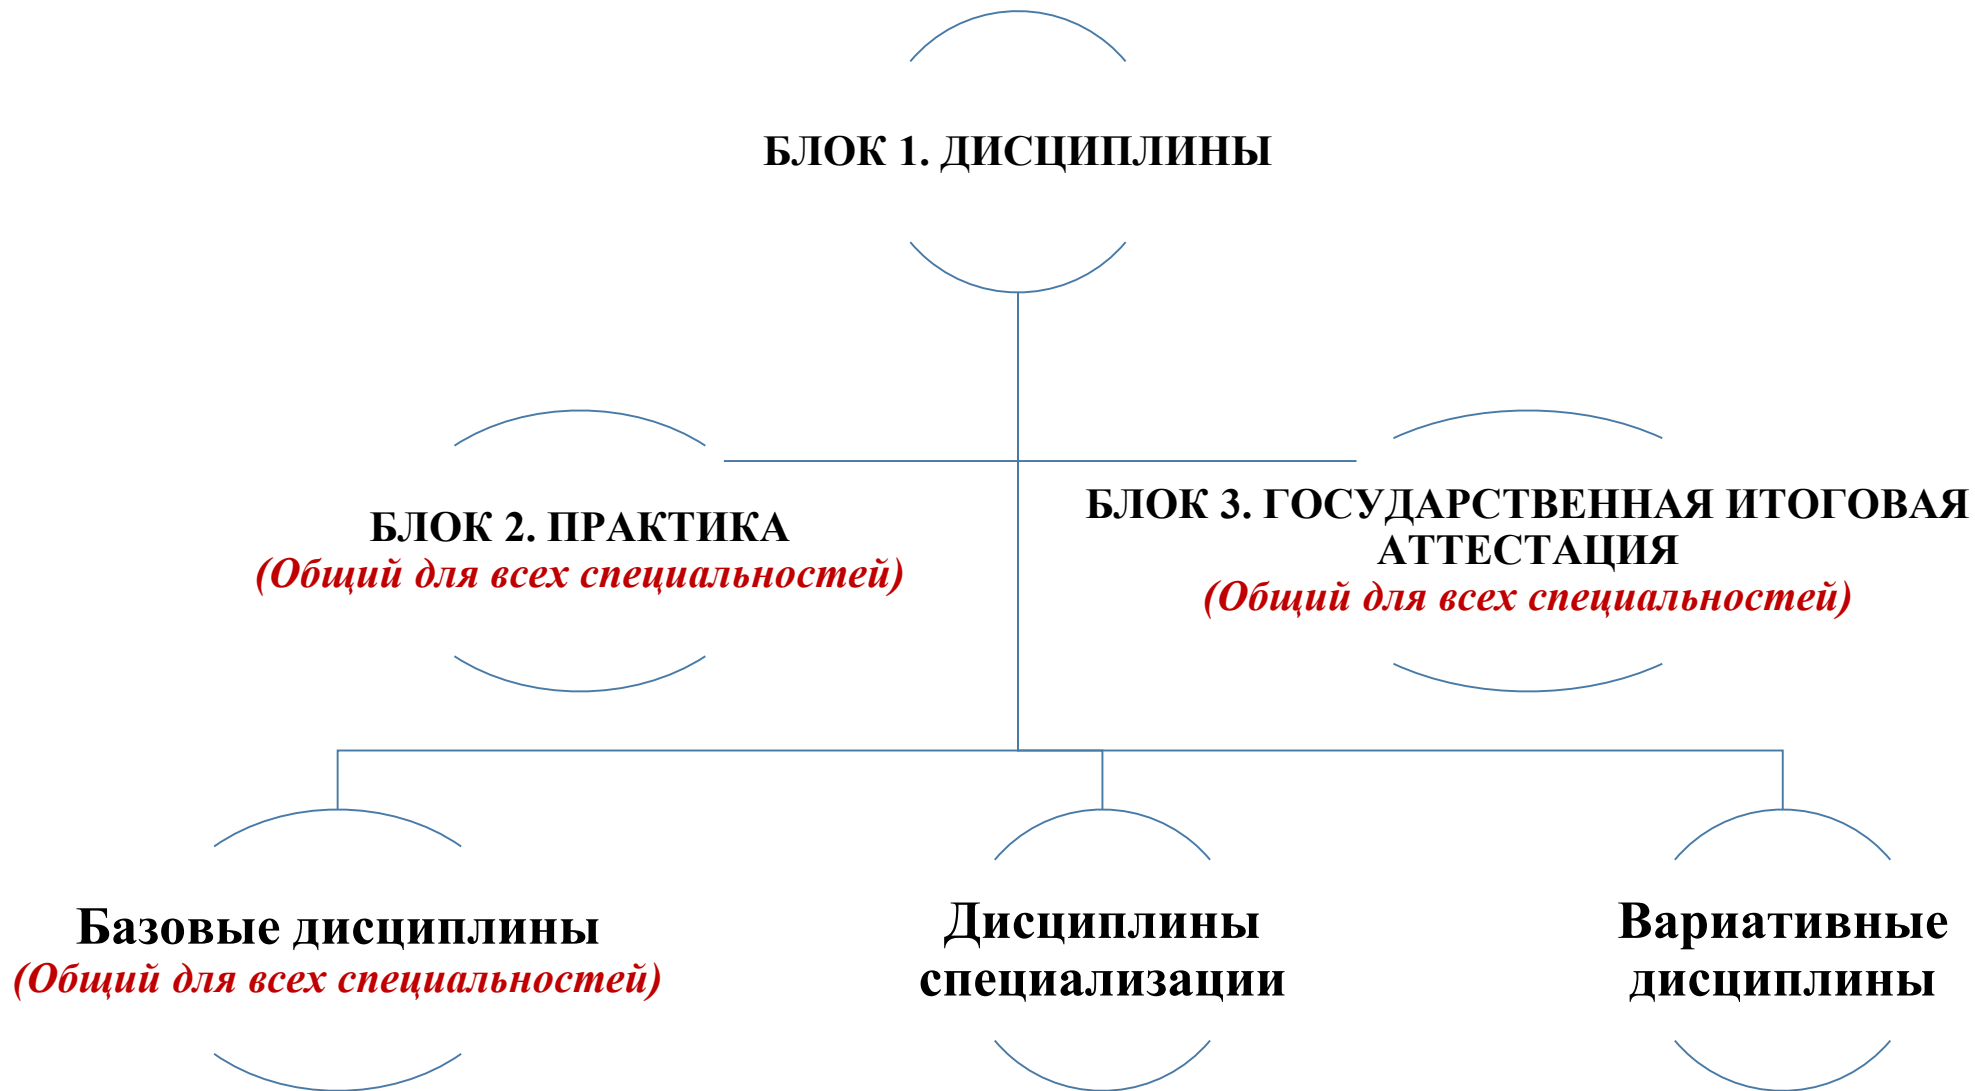 БЛОК 1. ДИСЦИПЛИНЫ
БЛОК 2. ПРАКТИКА
(Общий для всех специальностей)
БЛОК 3. ГОСУДАРСТВЕННАЯ ИТОГОВАЯ
АТТЕСТАЦИЯ
(Общий для всех специальностей)
Базовые дисциплины
(Общий для всех специальностей)
Дисциплины
специализации
Вариативные
дисциплины